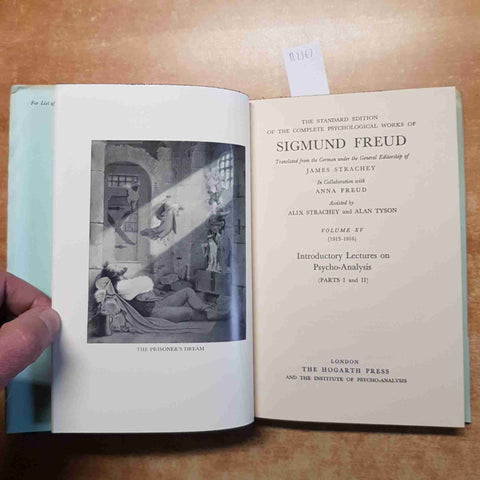 For List of
THE PRISONER'S DREAM
THE STANDARD EDITION
OF THE COMPLETE PSYCHOLOGICAL WORKS OF
SIGMUND FREUD
Translated from the German under the General Editorship of
JAMES STRACHEY
In Collaboration with
ANNA FREUD
Assisted by
ALIX STRACHEY and ALAN TYSON
VOLUME XV
(1915-1916)
Introductory Lectures on
Psycho-Analysis
(PARTS I and II)
LONDON
THE HOGARTH PRESS
AND THE INSTITUTE OF PSYCHO-ANALYSIS